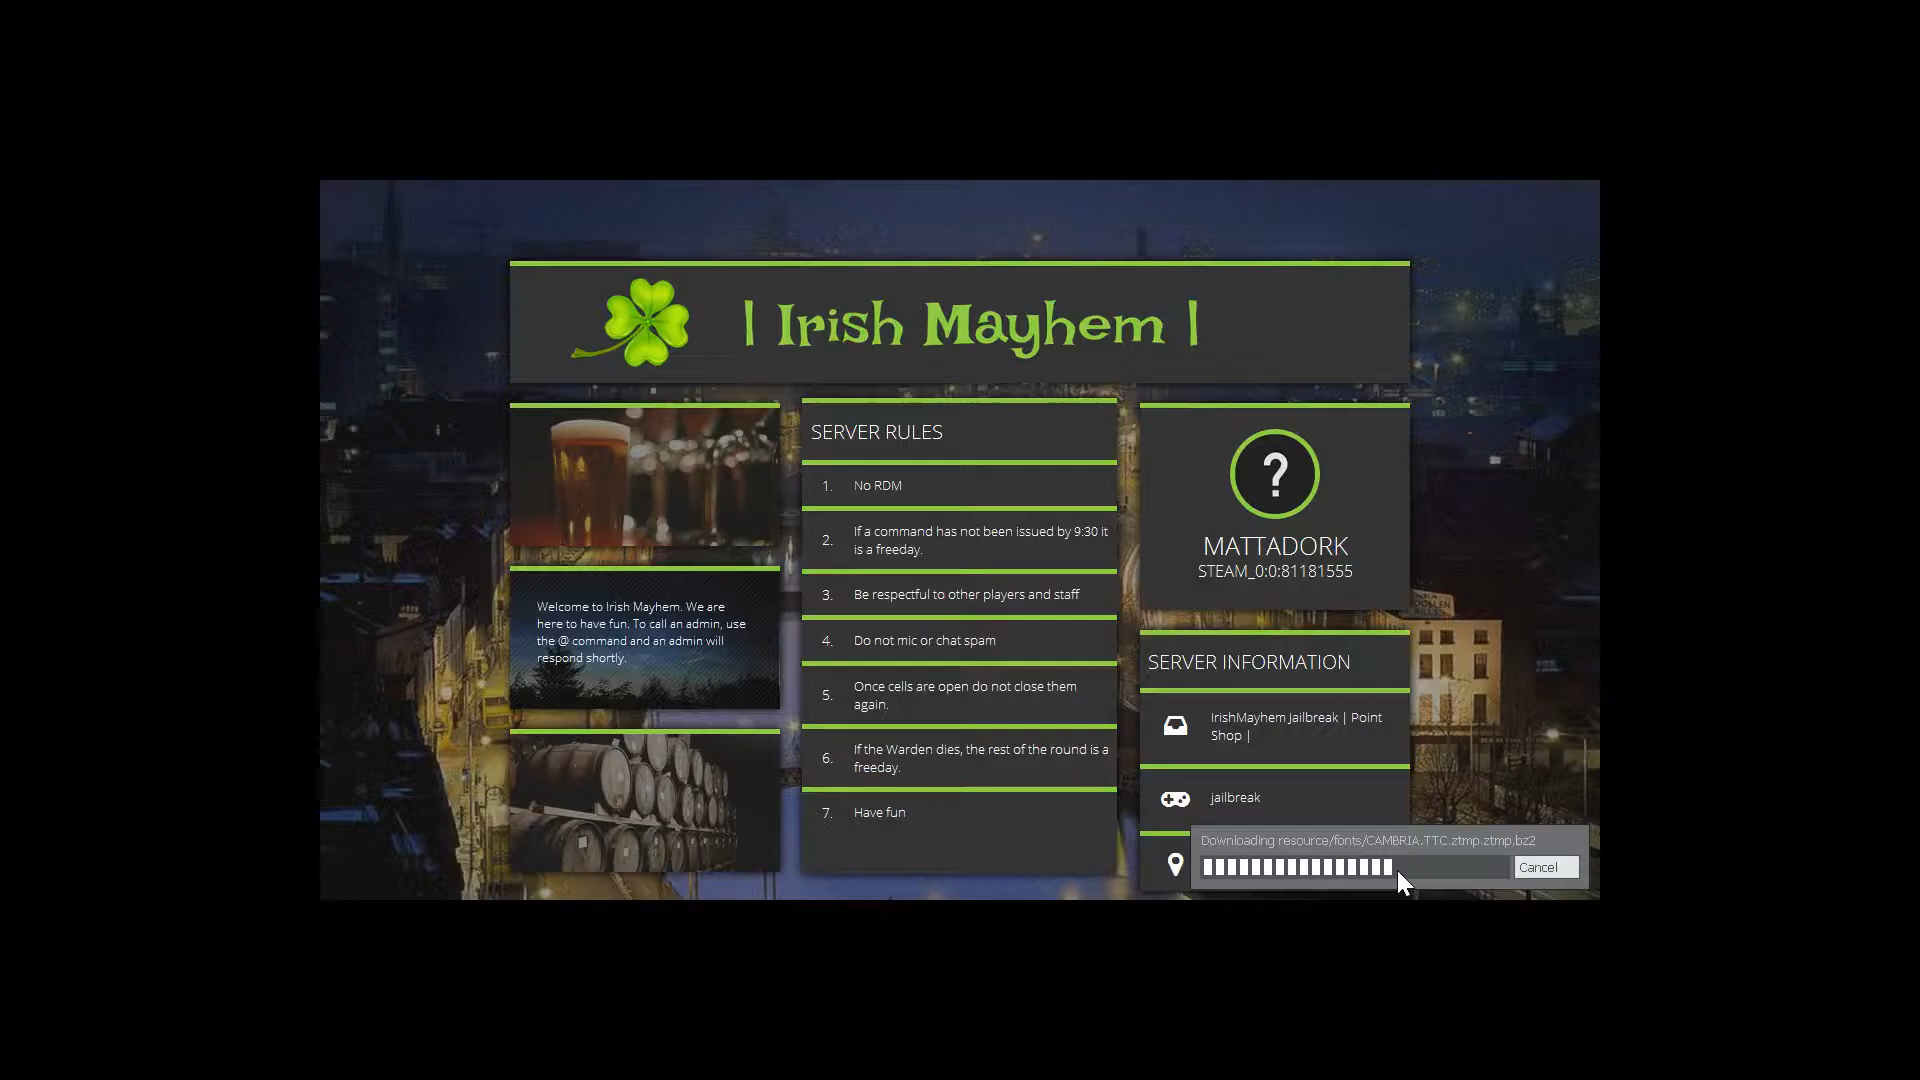 | Irish Mayhem |
Welcome to Irish Mayhem. We are
here to have fun. To call an admin, use
the @ command and an admin will
respond shortly.
SERVER RULES
1. No RDM
2. If a command has not been issued by 9:30 it
is a freeday.
3. Be respectful to other players and staff
4. Do not mic or chat spam
5. Once cells are open do not close them
again.
6. If the Warden dies, the rest of the round is a
freeday.
7. Have fun
?
MATTADORK
STEAM_0:0:81181555
SERVER INFORMATION
IrishMayhem Jailbreak | Point
Shop |
jailbreak
Downloading resource/fonts/CAMBRIA.TTC.ztmp.ztmp.bz2
Cancel